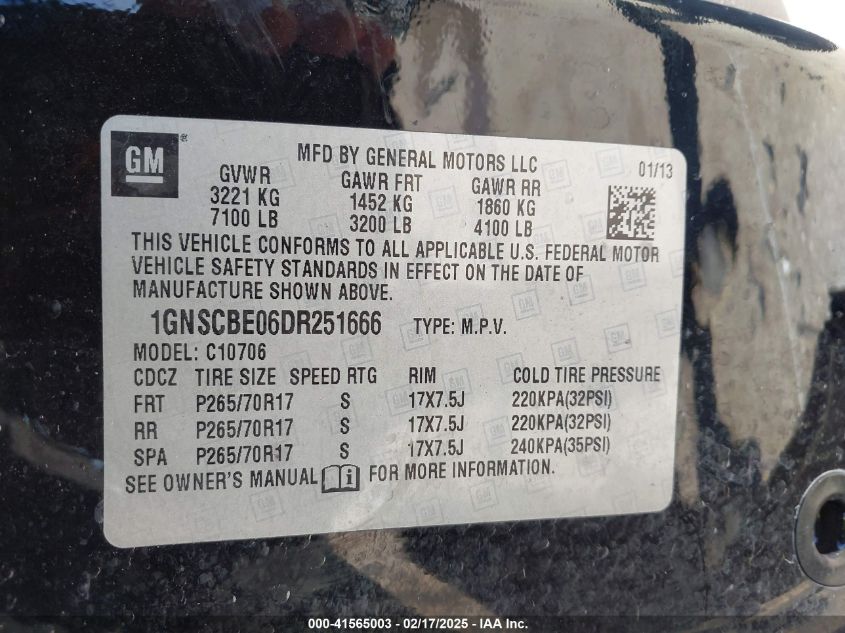 GM ®
MFD BY GENERAL MOTORS LLC
01/13
GVWR GAWR FRT GAWR RR
3221 KG 1452 KG 1860 KG
7100 LB 3200 LB 4100 LB
THIS VEHICLE CONFORMS TO ALL APPLICABLE U.S. FEDERAL MOTOR
VEHICLE SAFETY STANDARDS IN EFFECT ON THE DATE OF
MANUFACTURE SHOWN ABOVE.
1GNSCBE06DR251666 TYPE: M.P.V.
MODEL: C10706
CDCZ TIRE SIZE SPEED RTG RIM COLD TIRE PRESSURE
FRT P265/70R17 S 17X7.5J 220KPA(32PSI)
RR P265/70R17 S 17X7.5J 220KPA(32PSI)
SPA P265/70R17 S 17X7.5J 240KPA(35PSI)
SEE OWNER'S MANUAL FOR MORE INFORMATION.
000-41565003 - 02/17/2025 - IAA Inc.